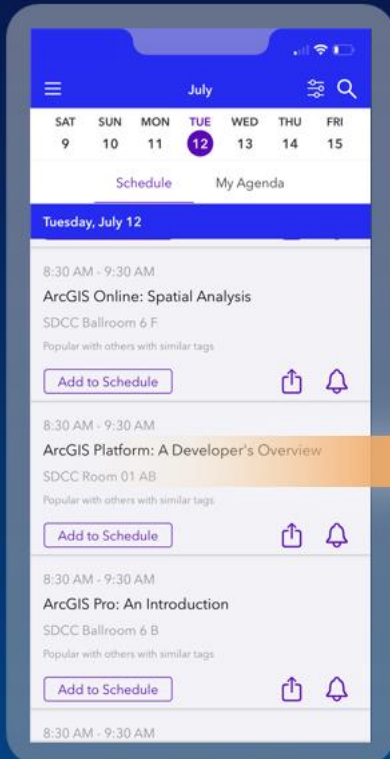 July
SAT SUN MON TUE WED THU FRI
9 10 11 12 13 14 15
Schedule My Agenda
Tuesday, July 12
8:30 AM - 9:30 AM
ArcGIS Online: Spatial Analysis
SDCC Ballroom 6 F
Popular with others with similar tags
Add to Schedule
8:30 AM - 9:30 AM
ArcGIS Platform: A Developer's Overview
SDCC Room 01 AB
Popular with others with similar tags
Add to Schedule
8:30 AM - 9:30 AM
ArcGIS Pro: An Introduction
SDCC Ballroom 6 B
Popular with others with similar tags
Add to Schedule
8:30 AM - 9:30 AM